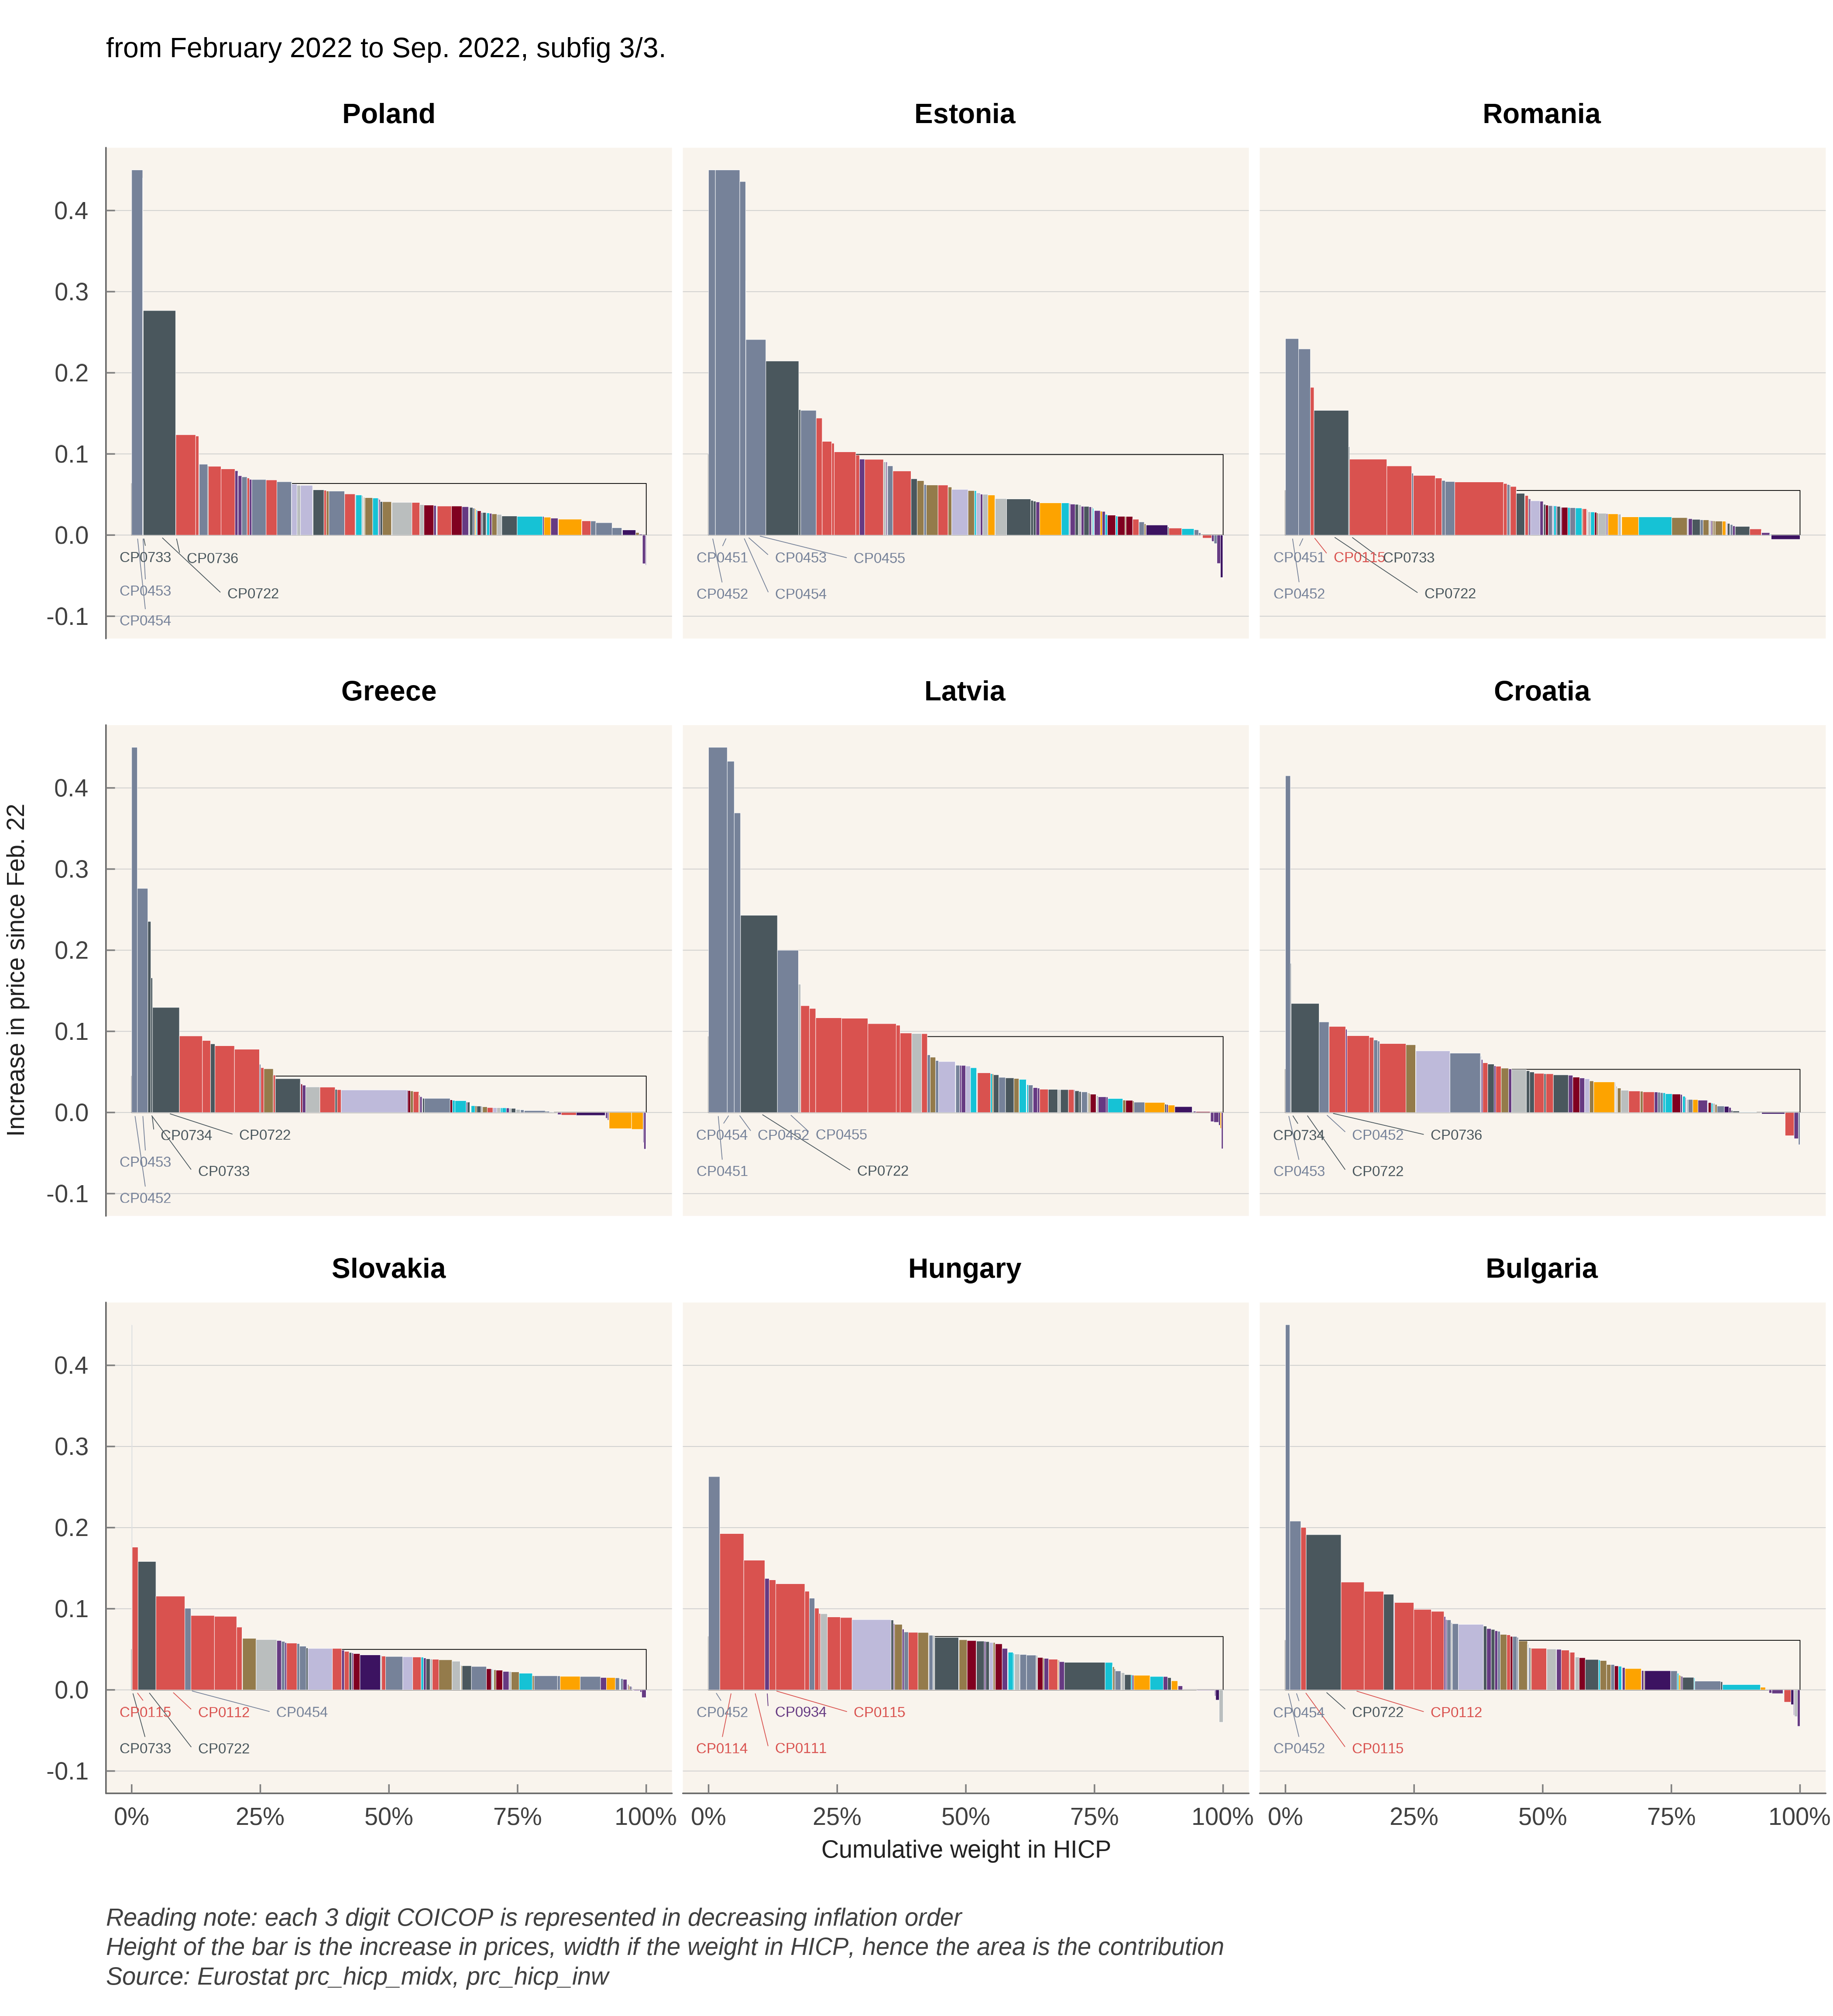 from February 2022 to Sep. 2022, subfig 3/3.
Poland Estonia Romania
0.4
0.3
0.2
0.1
0.0
-0.1
CP0733 CP0736
CP0453 CP0722
CP0454
CP0451 CP0453 CP0455
CP0452 CP0454
CP0451 CP0115 CP0733
CP0452 CP0722
Greece Latvia Croatia
Increase in price since Feb. 22
0.4
0.3
0.2
0.1
0.0
-0.1
CP0734 CP0722
CP0453 CP0733
CP0452
CP0454 CP0452 CP0455
CP0451 CP0722
CP0734 CP0452 CP0736
CP0453 CP0722
Slovakia Hungary Bulgaria
0.4
0.3
0.2
0.1
0.0
-0.1
CP0115 CP0112 CP0454
CP0733 CP0722
CP0452 CP0934 CP0115
CP0114 CP0111
CP0454 CP0722 CP0112
CP0452 CP0115
0% 25% 50% 75% 100% 0% 25% 50% 75% 100% 0% 25% 50% 75% 100%
Cumulative weight in HICP
Reading note: each 3 digit COICOP is represented in decreasing inflation order
Height of the bar is the increase in prices, width if the weight in HICP, hence the area is the contribution
Source: Eurostat prc_hicp_midx, prc_hicp_inw